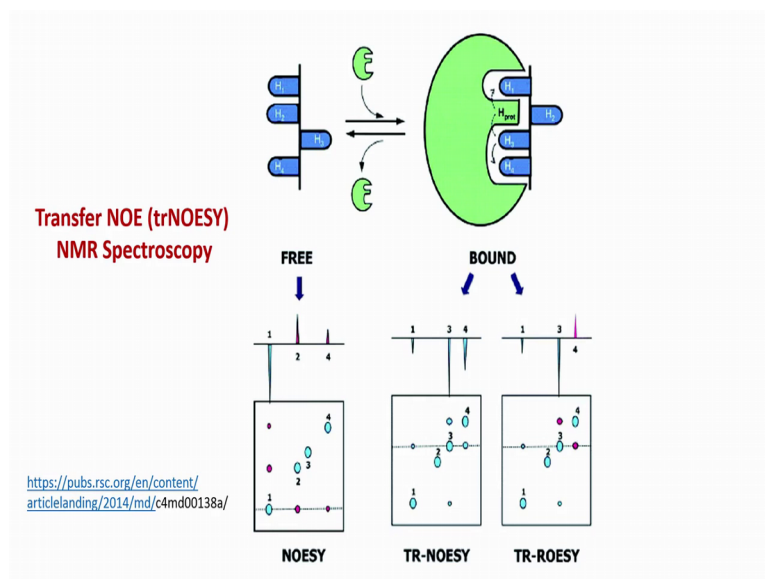 H1
H2
H3
H4
Hprot
H1
H2
H3
H4
Transfer NOE (trNOESY)
NMR Spectroscopy
FREE
BOUND
1
2
4
1
3
4
1
3
4
4
3
2
1
4
3
2
1
4
3
2
1
https://pubs.rsc.org/en/content/
articlelanding/2014/md/c4md00138a/
NOESY
TR-NOESY
TR-ROESY